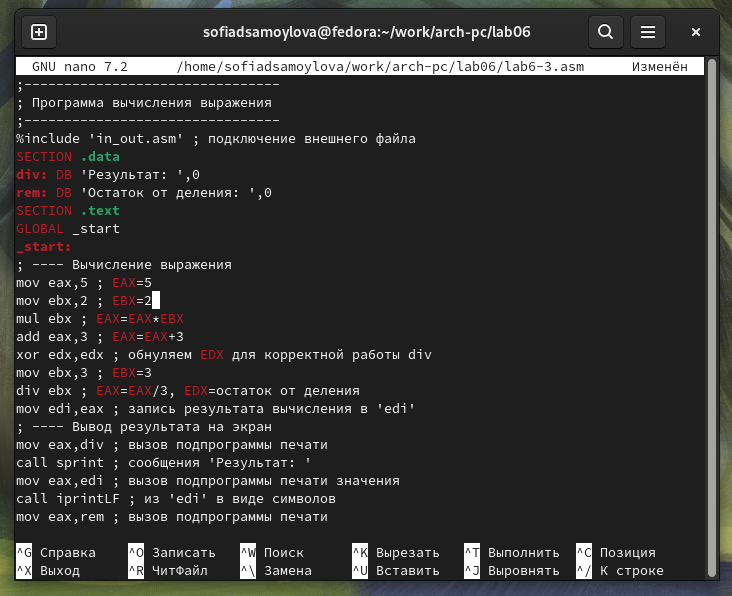 sofiadsamoylova@fedora:~/work/arch-pc/lab06
GNU nano 7.2 /home/sofiadsamoylova/work/arch-pc/lab06/lab6-3.asm Изменён
;--------------------------------
; Программа вычисления выражения
;--------------------------------
%include 'in_out.asm' ; подключение внешнего файла
SECTION .data
div: DB 'Результат: ',0
rem: DB 'Остаток от деления: ',0
SECTION .text
GLOBAL _start
_start:
; ---- Вычисление выражения
mov eax,5 ; EAX=5
mov ebx,2 ; EBX=2
mul ebx ; EAX=EAX*EBX
add eax,3 ; EAX=EAX+3
xor edx,edx ; обнуляем EDX для корректной работы div
mov ebx,3 ; EBX=3
div ebx ; EAX=EAX/3, EDX=остаток от деления
mov edi,eax ; запись результата вычисления в 'edi'
; ---- Вывод результата на экран
mov eax,div ; вызов подпрограммы печати
call sprint ; сообщения 'Результат: '
mov eax,edi ; вызов подпрограммы печати значения
call iprintLF ; из 'edi' в виде символов
mov eax,rem ; вызов подпрограммы печати
^G Справка ^O Записать ^W Поиск ^K Вырезать ^T Выполнить ^C Позиция
^X Выход ^R ЧитФайл ^\ Замена ^U Вставить ^J Выровнять ^/ К строке